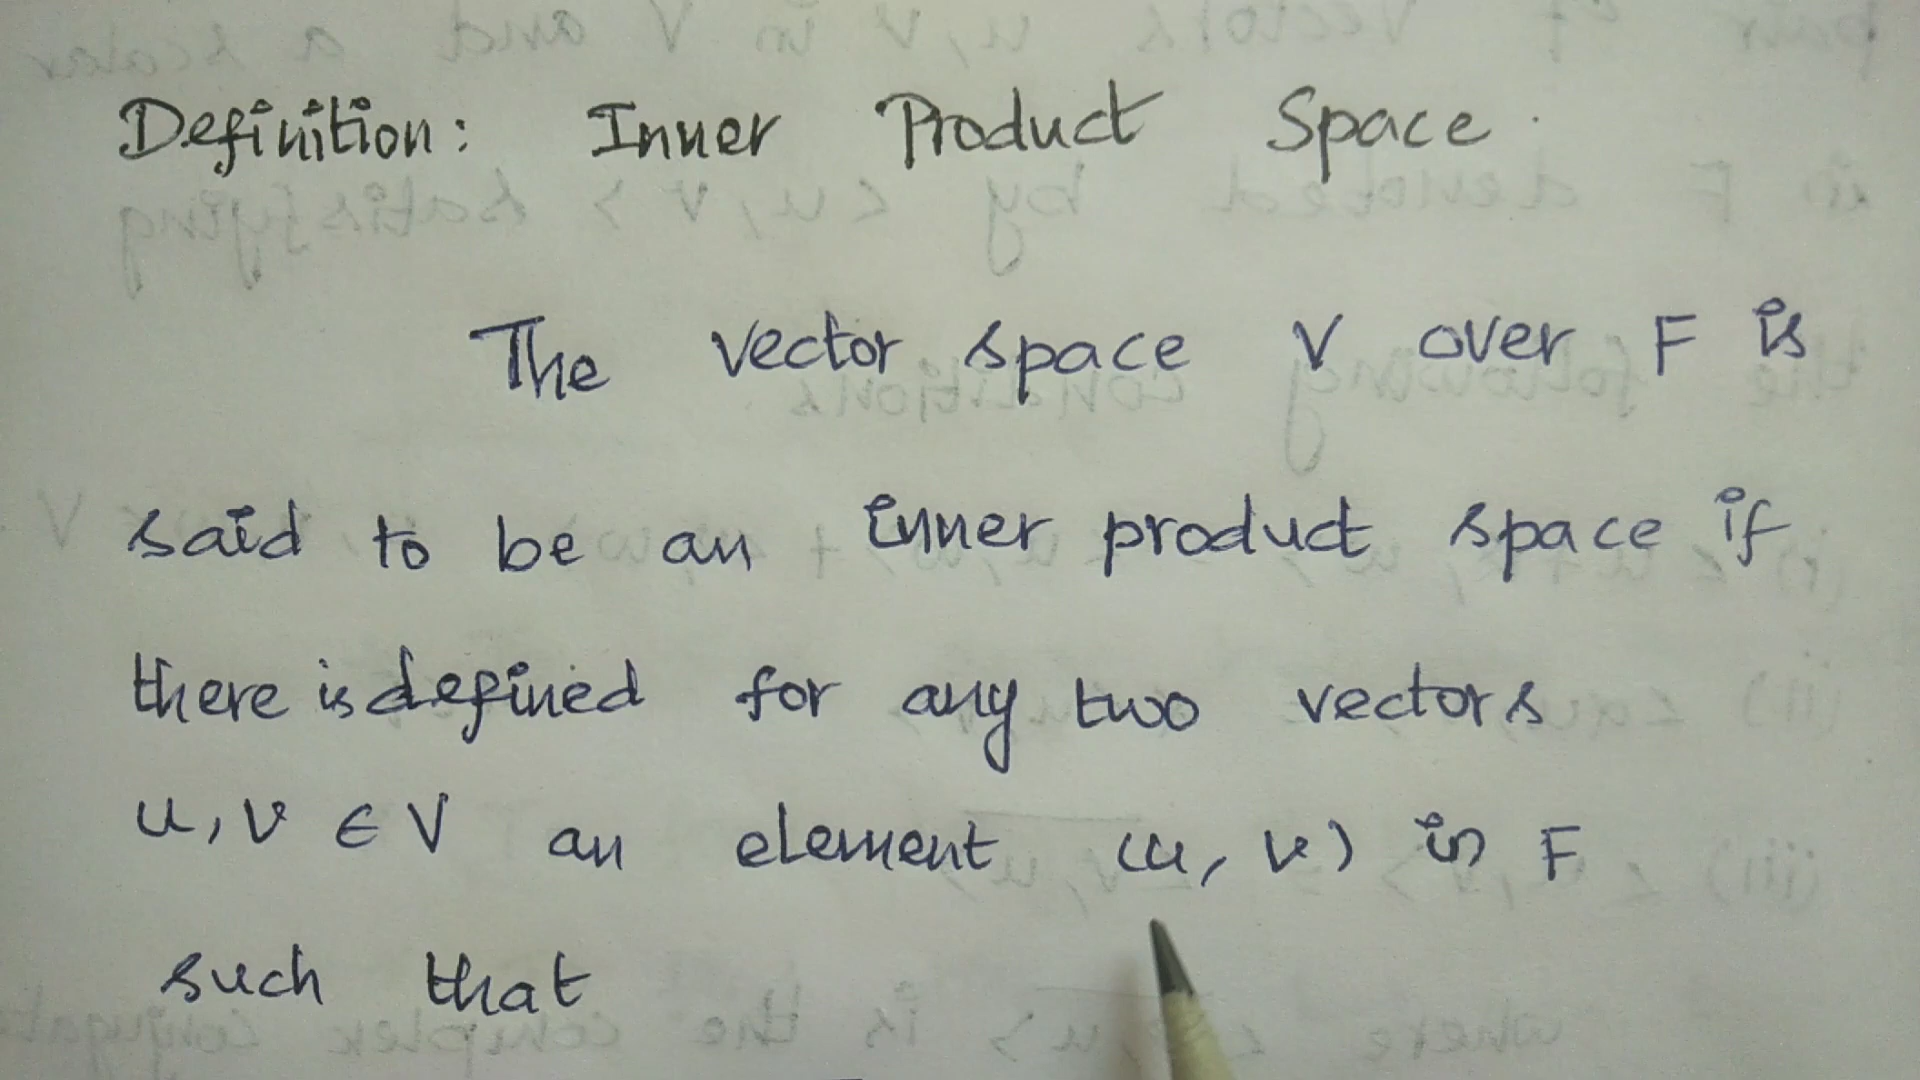 Definition: Inner Product Space.
The vector space V over F is
said to be an inner product space if
there is defined for any two vectors
u, v ∈ V an element (u, v) in F
such that